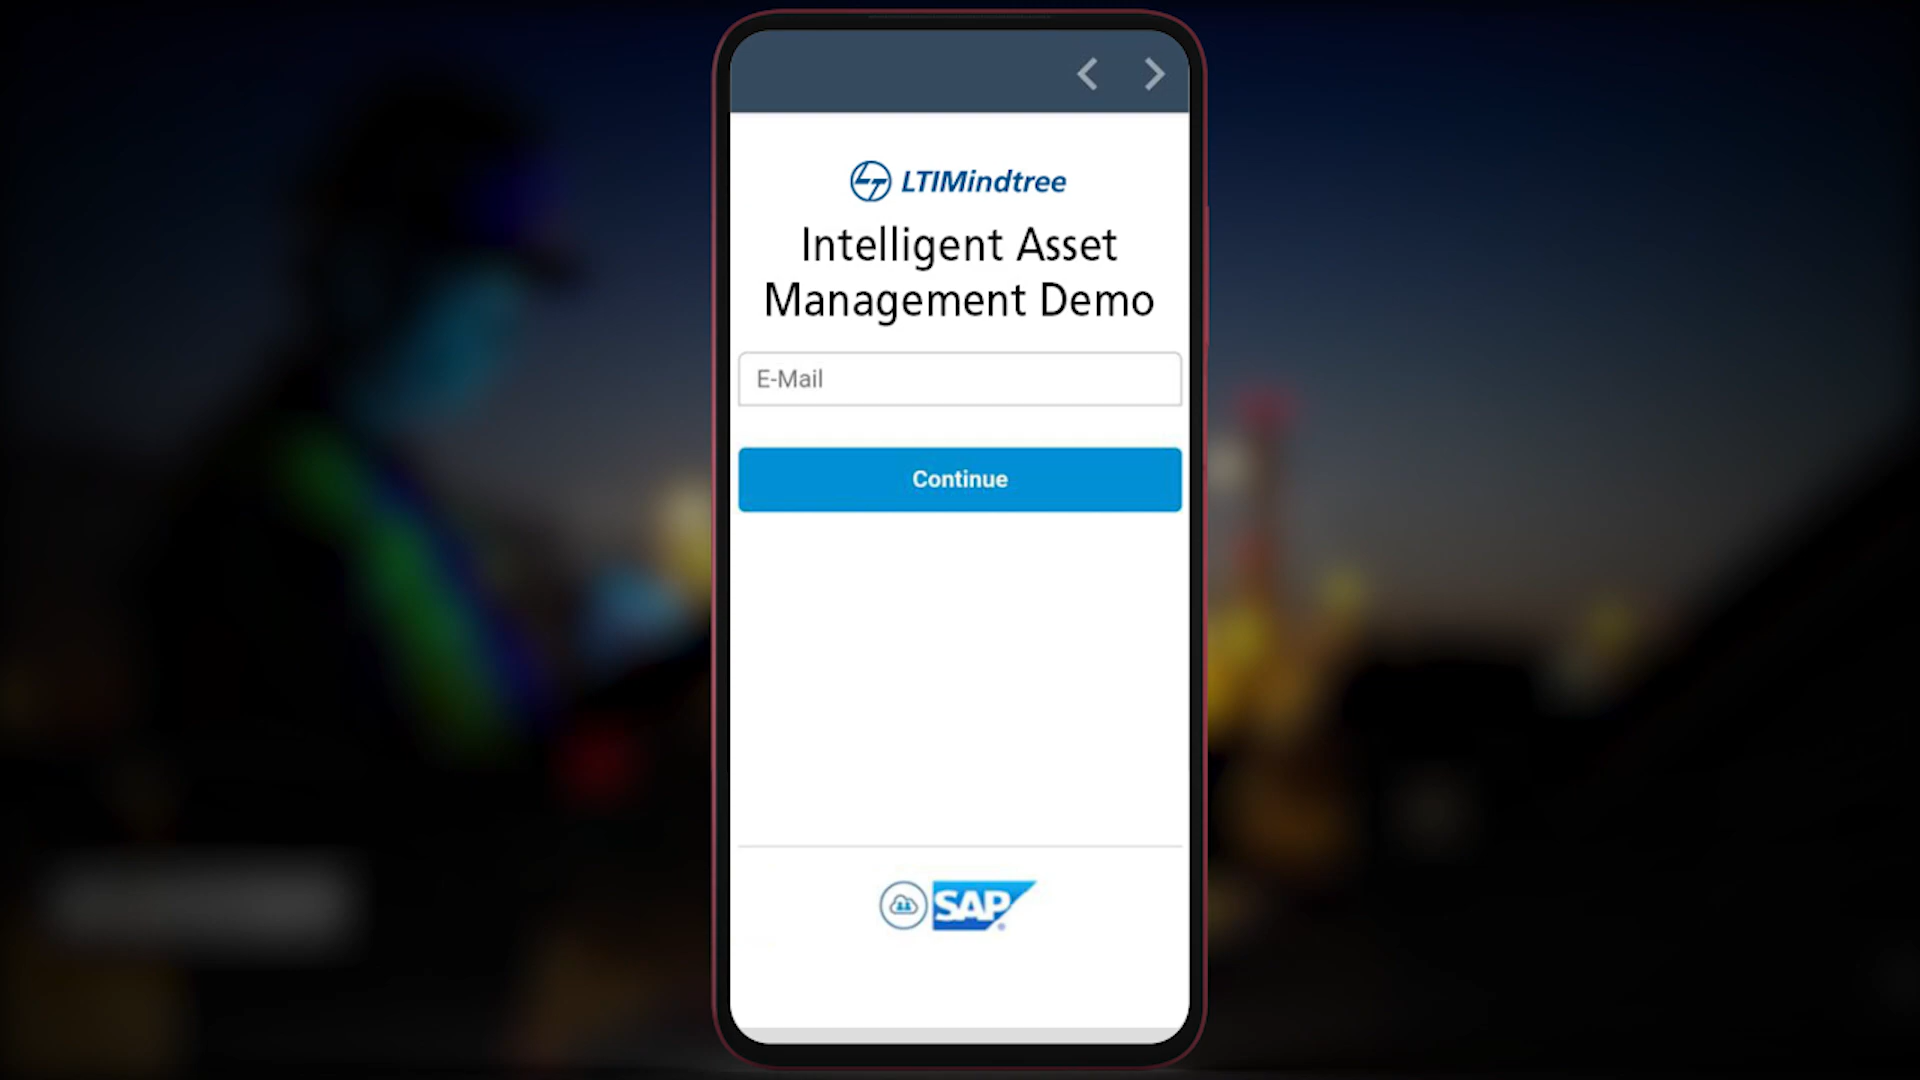 LTIMindtree
Intelligent Asset
Management Demo
E-Mail
Continue
SAP